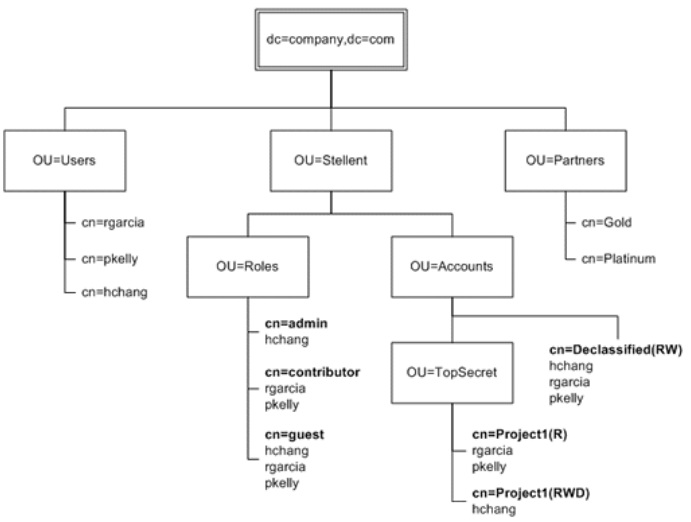 dc=company,dc=com
OU=Users
OU=Stellent
OU=Partners
cn=rgarcia
cn=pkelly
cn=hchang
cn=Gold
cn=Platinum
OU=Roles
OU=Accounts
cn=admin
hchang
cn=contributor
rgarcia
pkelly
cn=guest
hchang
rgarcia
pkelly
OU=TopSecret
cn=Declassified(RW)
hchang
rgarcia
pkelly
cn=Project1(R)
rgarcia
pkelly
cn=Project1(RWD)
hchang